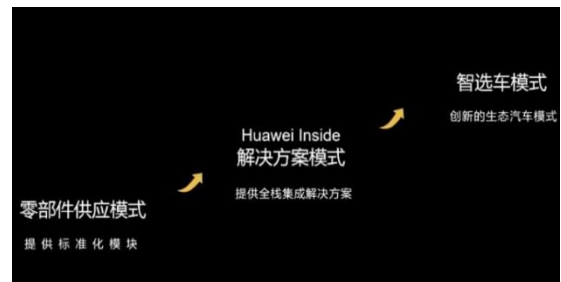 智选车模式
创新的生态汽车模式
Huawei Inside
解决方案模式
提供全栈集成解决方案
零部件供应模式
提供标准化模块